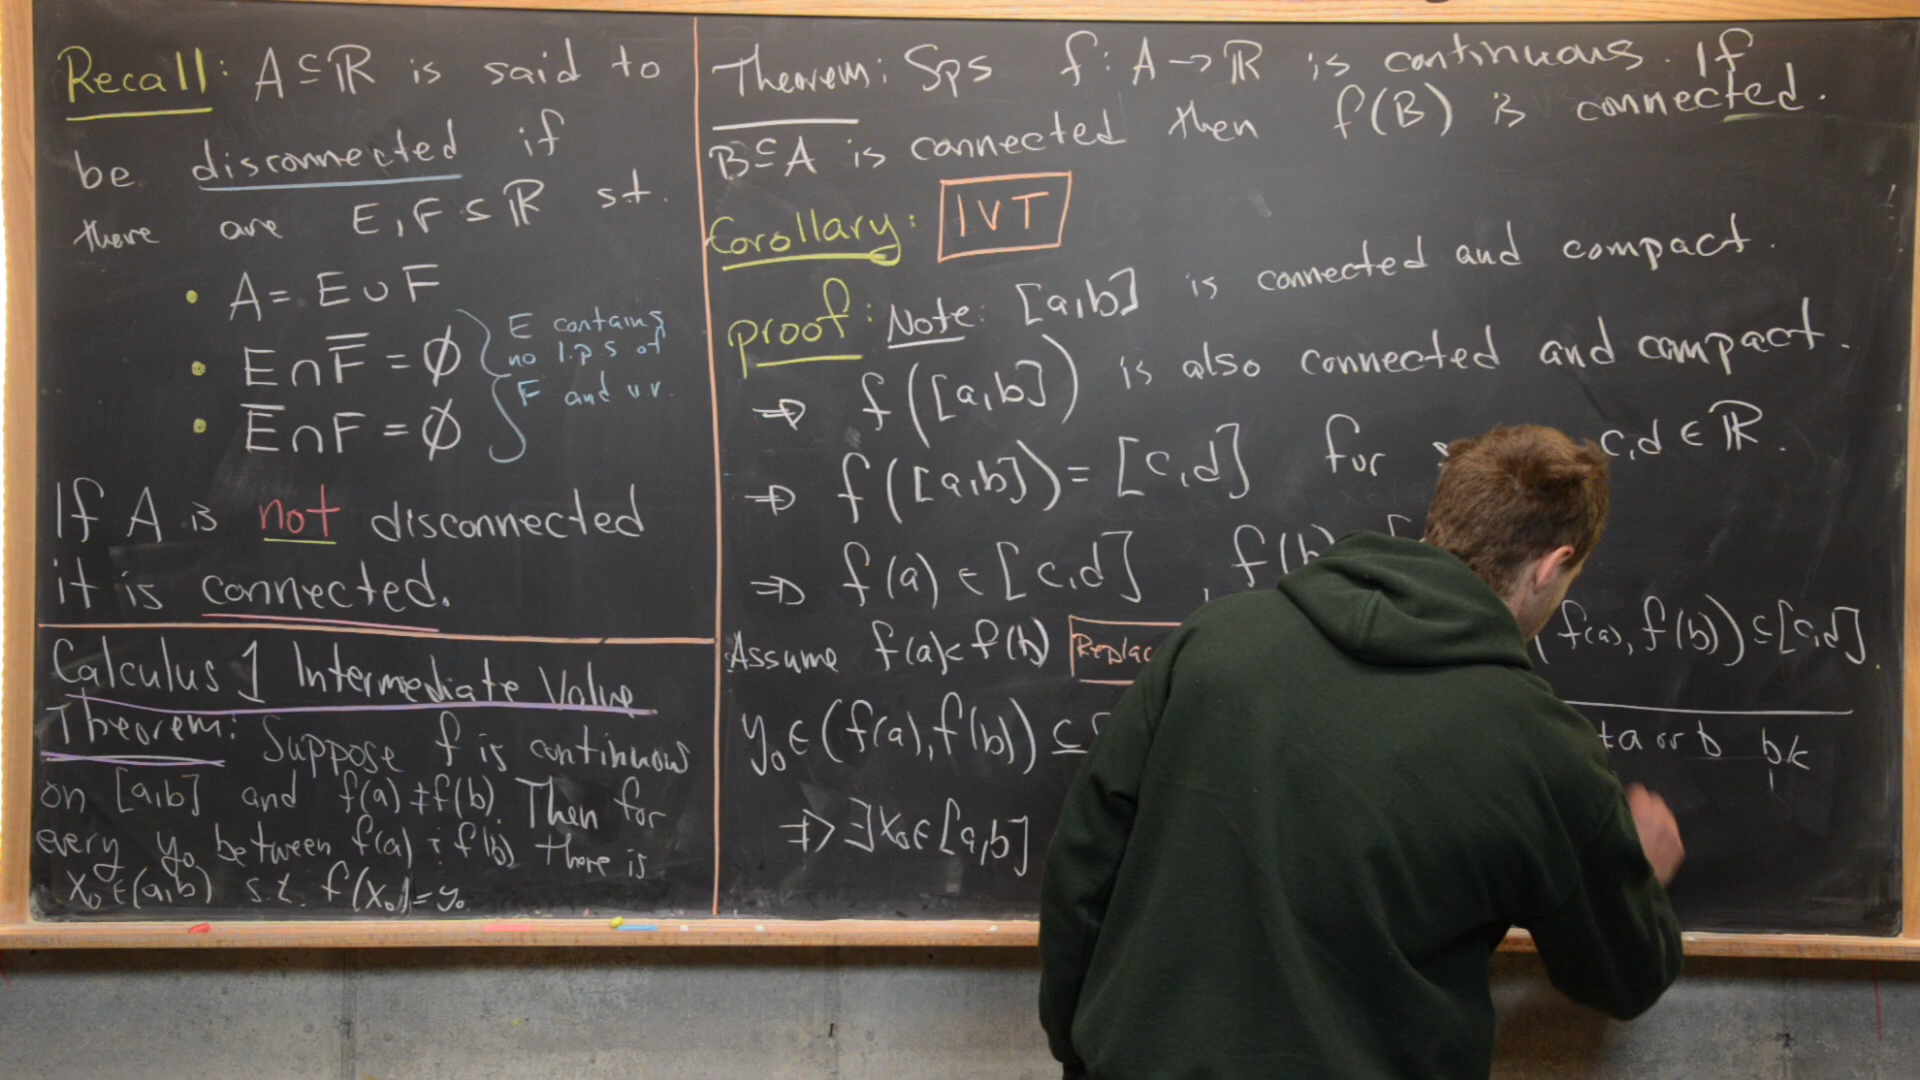 Recall: A ⊆ ℝ is said to
be disconnected if
there are E, F ⊆ ℝ s.t.
• A = E ∪ F
• E ∩ F̅ = ∅
• E̅ ∩ F = ∅
E contains
no l.p.s of
F and v.v.
If A is not disconnected
it is connected.
Calculus 1 Intermediate Value
Theorem: Suppose f is continuous
on [a,b] and f(a) ≠ f(b). Then for
every y₀ between f(a) & f(b) there is
x₀ ∈ (a,b) s.t. f(x₀) = y₀
Theorem: Sps f: A → ℝ is continuous. If
B ⊆ A is connected then f(B) is connected.
Corollary: IVT
proof: Note: [a,b] is connected and compact.
⇒ f([a,b]) is also connected and compact.
⇒ f([a,b]) = [c,d] for c,d ∈ ℝ.
⇒ f(a) ∈ [c,d], f(b)
Assume f(a) < f(b) Replac (f(a), f(b)) ⊆ [c,d].
y₀ ∈ (f(a), f(b)) ⊆ ≠ a or b b/c
⇒ ∃ x₀ ∈ [a,b]